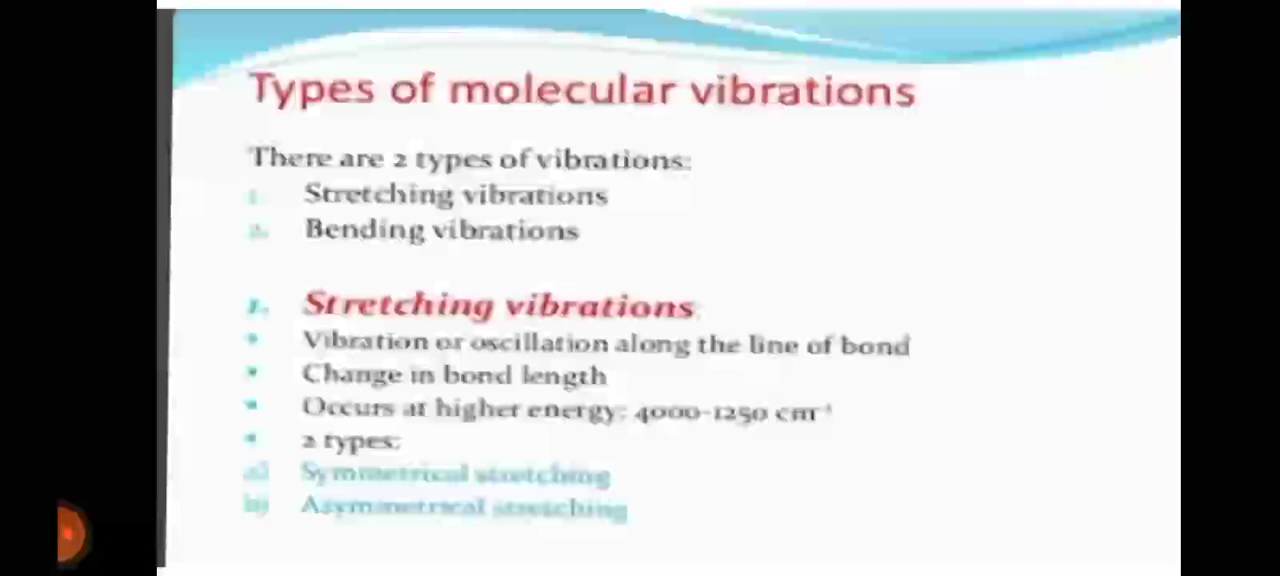 Types of molecular vibrations
There are 2 types of vibrations:
1. Stretching vibrations
2. Bending vibrations
1. Stretching vibrations
• Vibration or oscillation along the line of bond
• Change in bond length
• Occurs at higher energy: 4000-1250 cm⁻¹
• 2 types:
a) Symmetrical stretching
b) Asymmetrical stretching